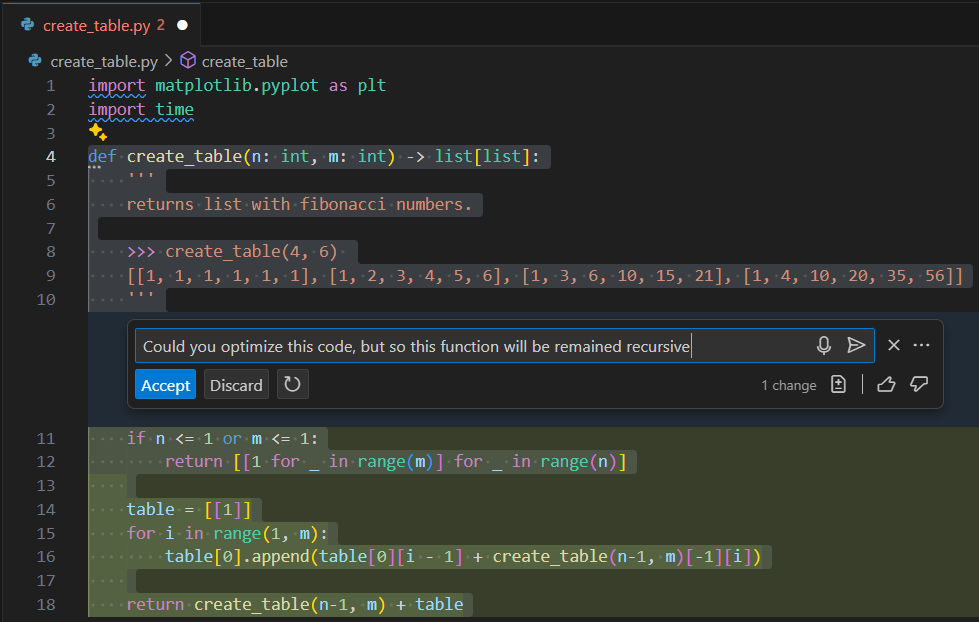 create_table.py 2
create_table.py > create_table
1 import matplotlib.pyplot as plt
2 import time
3
4 def create_table(n: int, m: int) -> list[list]:
5 '''
6 returns list with fibonacci numbers.
7
8 >>> create_table(4, 6)
9 [[1, 1, 1, 1, 1, 1], [1, 2, 3, 4, 5, 6], [1, 3, 6, 10, 15, 21], [1, 4, 10, 20, 35, 56]]
10 '''
Could you optimize this code, but so this function will be remained recursive
Accept Discard 1 change
11 if n <= 1 or m <= 1:
12 return [[1 for _ in range(m)] for _ in range(n)]
13
14 table = [[1]]
15 for i in range(1, m):
16 table[0].append(table[0][i - 1] + create_table(n-1, m)[-1][i])
17
18 return create_table(n-1, m) + table